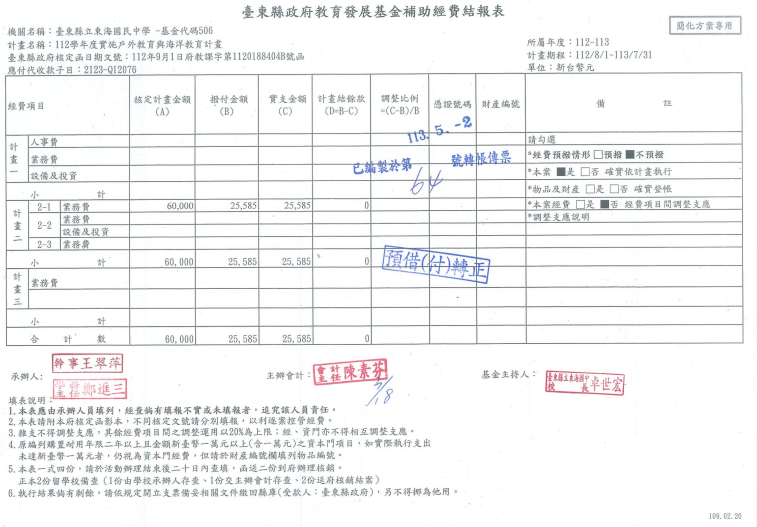 臺東縣政府教育發展基金補助經費結報表
簡化方案專用
機關名稱：臺東縣立東海國民中學 -基金代碼506
計畫名稱：112學年度實施戶外教育與海洋教育計畫
臺東縣政府核定函日期文號：112年9月1日府教課字第1120188404B號函
應付代收款子目：2123-Q12076
所屬年度：112-113
計畫期程：112/8/1~113/7/31
單位：新台幣元
經費項目 核定計畫金額(A) 撥付金額(B) 實支金額(C) 計畫結餘款(D=B-C) 調整比例=(C-B)/B 憑證號碼 財產編號 備註
113. 5. -2
已編製於第 64 號轉帳傳票
計畫一 人事費 請勾選
業務費 *經費預撥情形 □預撥 ■不預撥
設備及投資 *本案 ■是 □否 確實依計畫執行
小計 *物品及財產 □是 □否 確實登帳
計畫二 2-1 業務費 60,000 25,585 25,585 0 *本案經費 □是 ■否 經費項目間調整支應
2-2 業務費 *調整支應說明
設備及投資
2-3 業務費
小計 60,000 25,585 25,585 0
預借(付)轉正
計畫三 業務費
小計
合計數 60,000 25,585 25,585 0
承辦人：
幹事王翠萍
主任鄭進三
主辦會計：
會計主任陳素芬
5/18
基金主持人：
臺東縣立東海國中校長卓世宏
填表說明：
1.本表應由承辦人員填列，經查倘有填報不實或未填報者，追究該人員責任。
2.本表請附本府核定函影本，不同核定文號請分別填報，以利逐案控管經費。
3.雜支不得調整支應，其餘經費項目間之調整運用以20%為上限；經、資門亦不得相互調整支應。
4.原編列購置耐用年限二年以上且金額新臺幣一萬元以上(含一萬元)之資本門項目，如實際執行支出
未達新臺幣一萬元者，仍視為資本門經費，但請於財產編號欄填列物品編號。
5.本表一式四份，請於活動辦理結束後二十日內查填，函送二份到府辦理核銷。
正本2份留學校備查（1份由學校承辦人存查、1份交主辦會計存查、2份送府核銷結案）
6.執行結果倘有剩餘，請依規定開立支票備妥相關文件繳回縣庫(受款人：臺東縣政府)，另不得挪為他用。
109.02.20